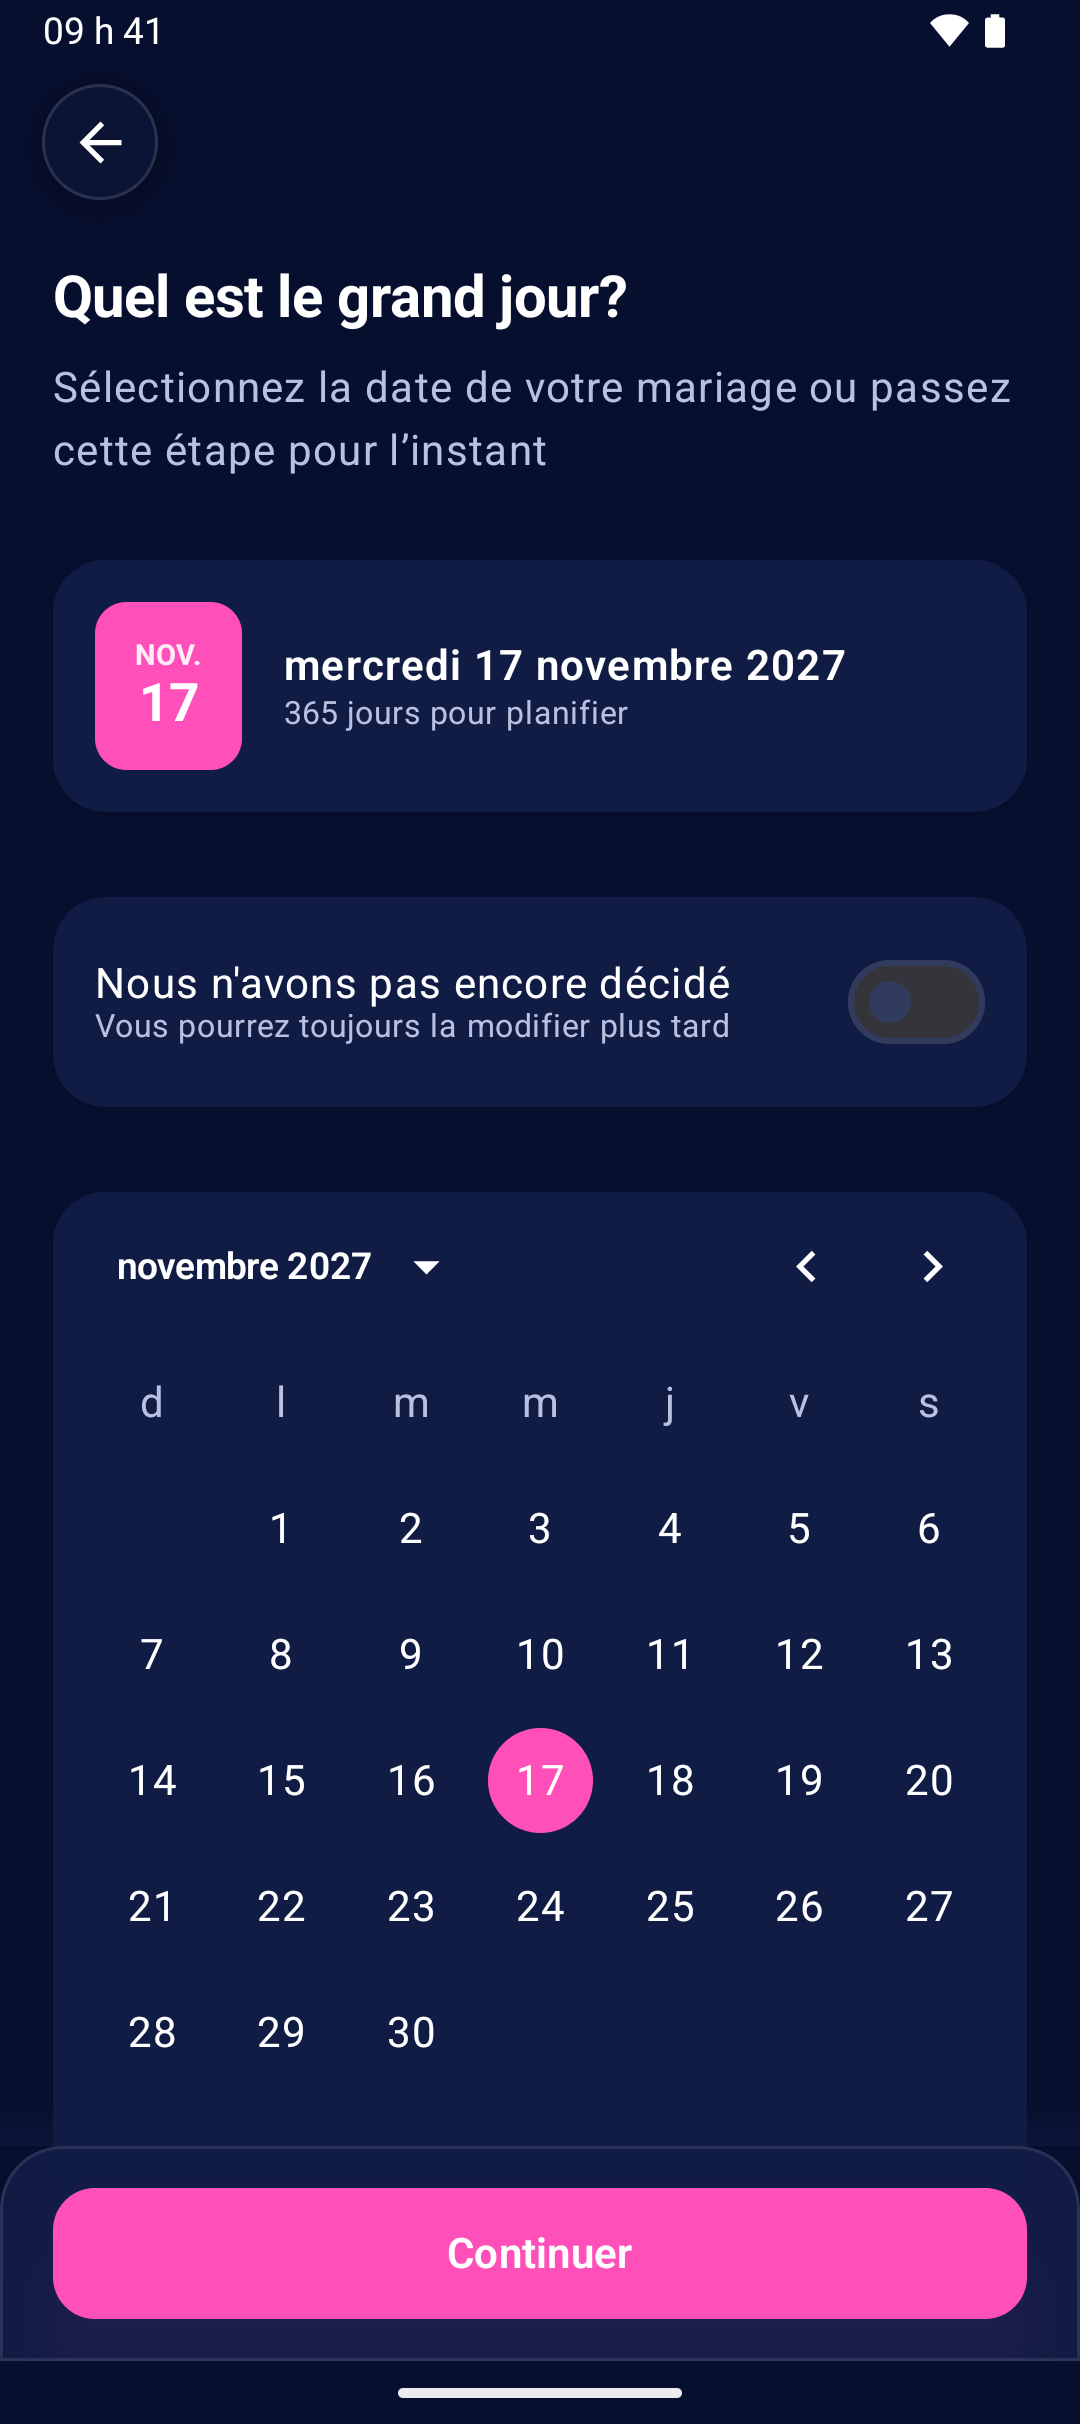 09 h 41
Quel est le grand jour?
Sélectionnez la date de votre mariage ou passez
cette étape pour l’instant
NOV.
17
mercredi 17 novembre 2027
365 jours pour planifier
Nous n'avons pas encore décidé
Vous pourrez toujours la modifier plus tard
novembre 2027
d l m m j v s
1 2 3 4 5 6
7 8 9 10 11 12 13
14 15 16 17 18 19 20
21 22 23 24 25 26 27
28 29 30
Continuer